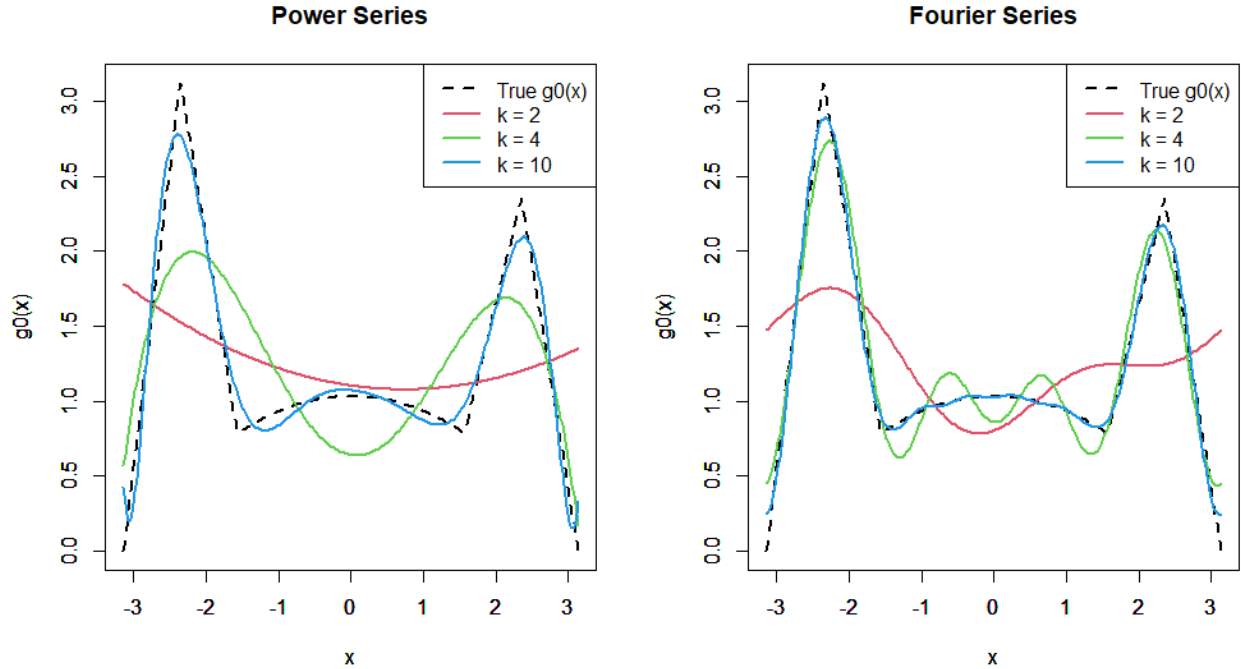 Power Series
g0(x)
3.0
2.5
2.0
1.5
1.0
0.5
0.0
True g0(x)
k = 2
k = 4
k = 10
-3 -2 -1 0 1 2 3
x
Fourier Series
g0(x)
3.0
2.5
2.0
1.5
1.0
0.5
0.0
True g0(x)
k = 2
k = 4
k = 10
-3 -2 -1 0 1 2 3
x